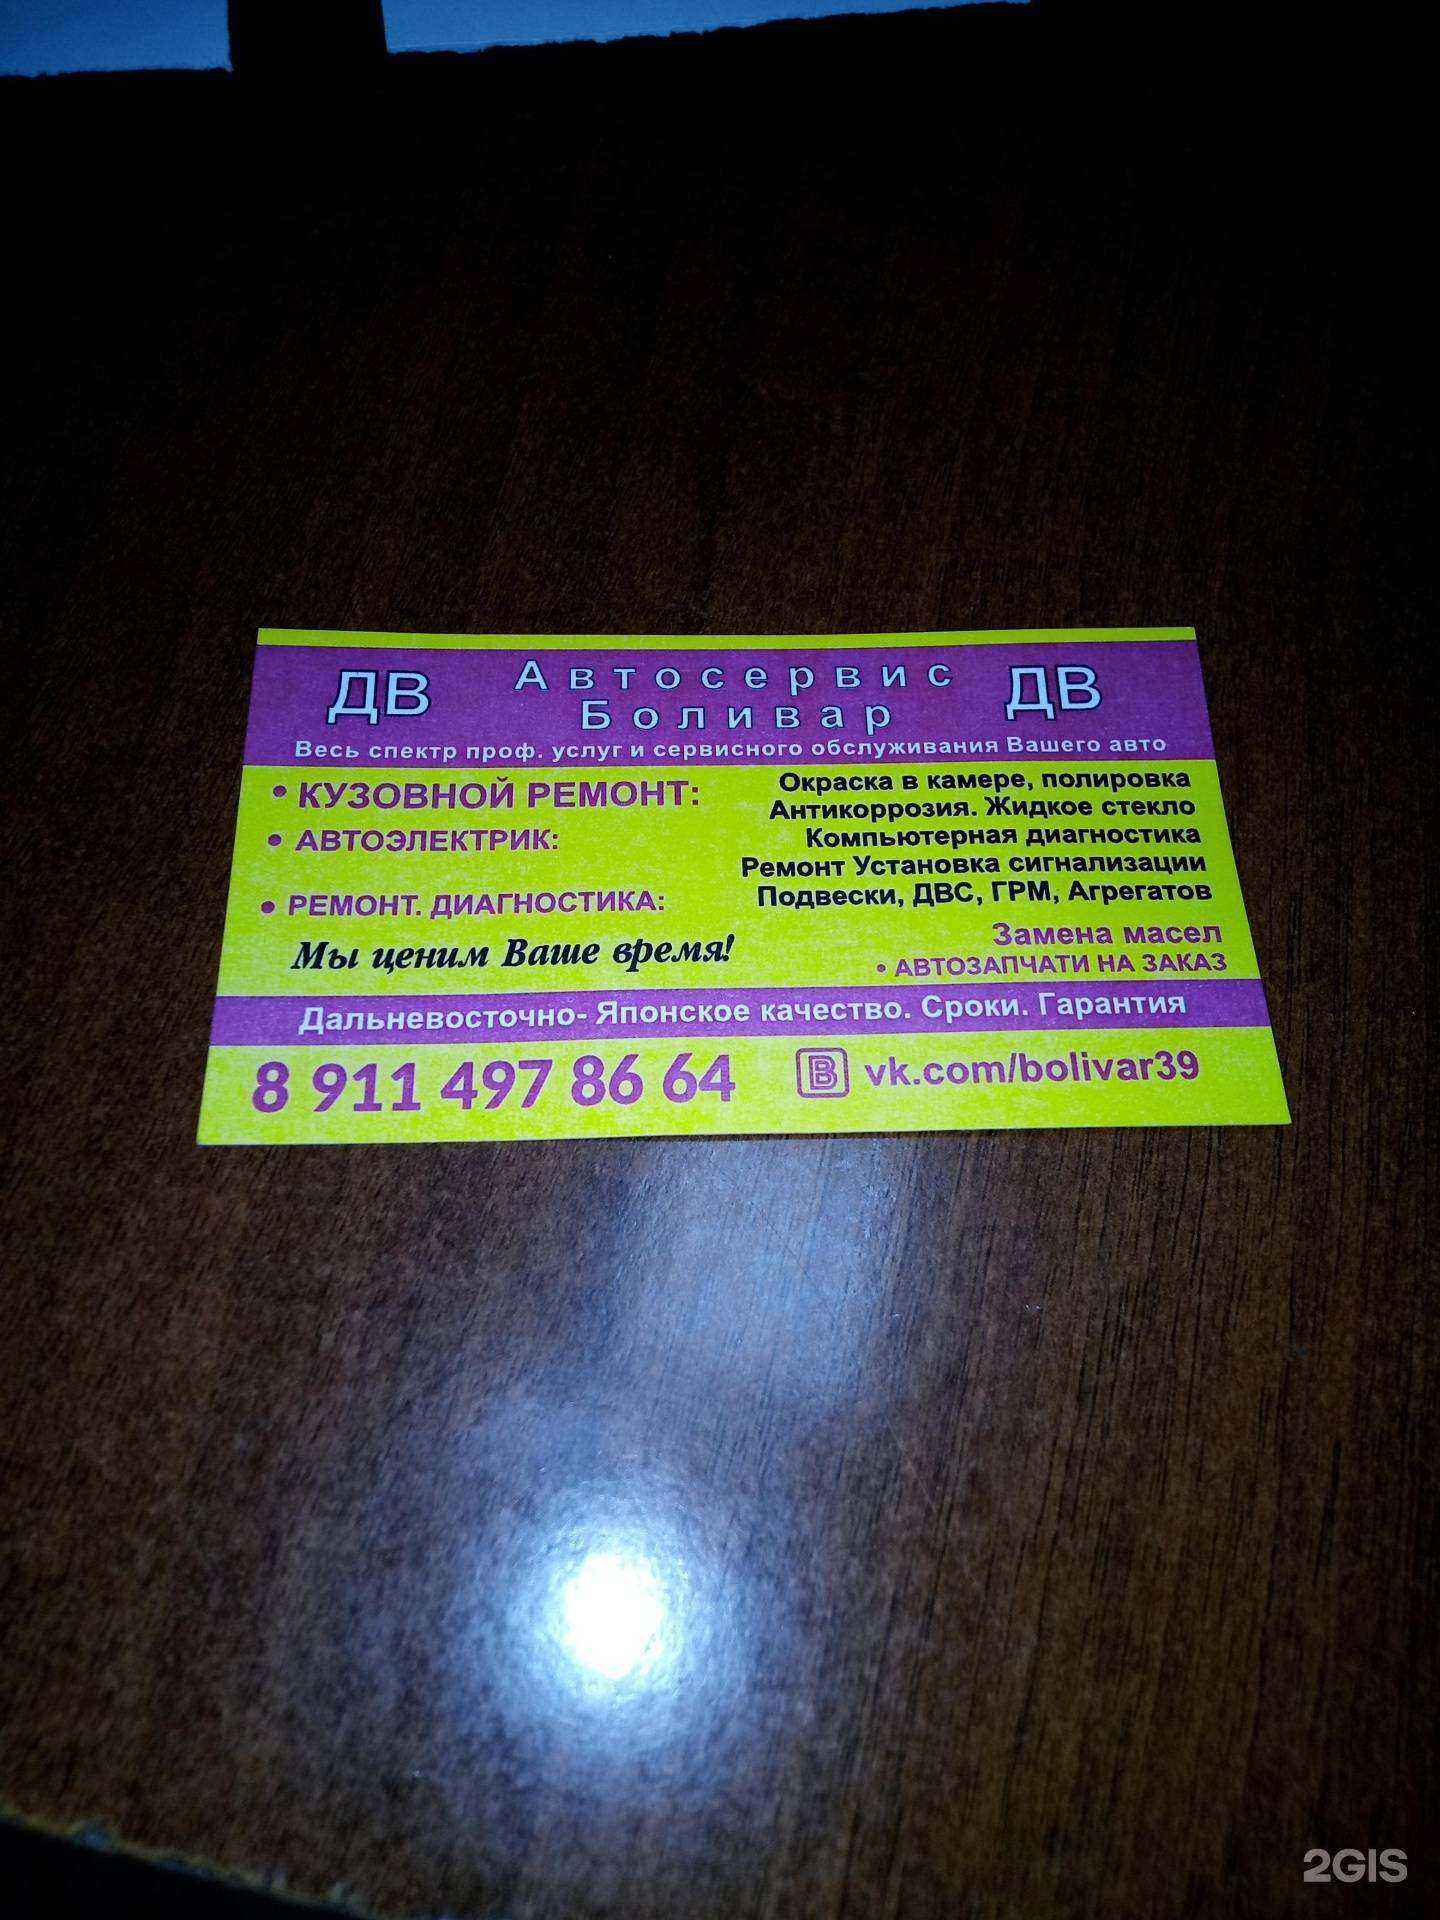 ДВ Автосервис ДВ
Боливар
Весь спектр проф. услуг и сервисного обслуживания Вашего авто
• КУЗОВНОЙ РЕМОНТ: Окраска в камере, полировка
Антикоррозия. Жидкое стекло
• АВТОЭЛЕКТРИК: Компьютерная диагностика
Ремонт Установка сигнализации
• РЕМОНТ. ДИАГНОСТИКА: Подвески, ДВС, ГРМ, Агрегатов
Мы ценим Ваше время! Замена масел
• АВТОЗАПЧАТИ НА ЗАКАЗ
Дальневосточно- Японское качество. Сроки. Гарантия
8 911 497 86 64 B vk.com/bolivar39
2GIS